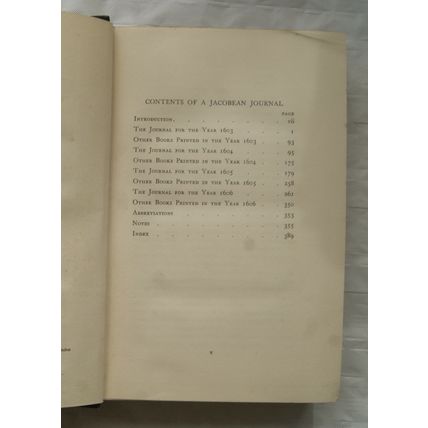 CONTENTS OF A JACOBEAN JOURNAL
PAGE
INTRODUCTION. vii
THE JOURNAL FOR THE YEAR 1603 1
OTHER BOOKS PRINTED IN THE YEAR 1603 93
THE JOURNAL FOR THE YEAR 1604 95
OTHER BOOKS PRINTED IN THE YEAR 1604 175
THE JOURNAL FOR THE YEAR 1605 179
OTHER BOOKS PRINTED IN THE YEAR 1605 258
THE JOURNAL FOR THE YEAR 1606 261
OTHER BOOKS PRINTED IN THE YEAR 1606 350
ABBREVIATIONS 353
NOTES 355
INDEX 389
v